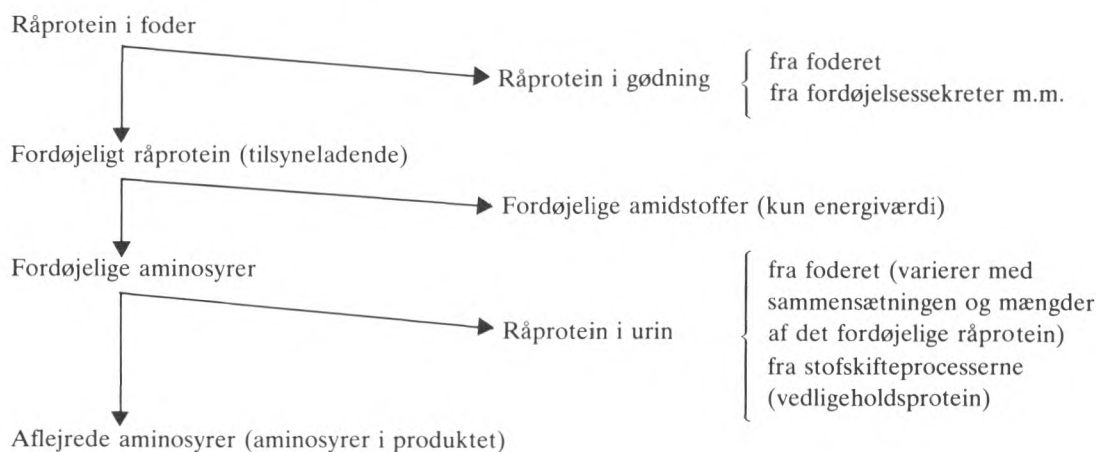 Råprotein i foder
Råprotein i gødning
fra foderet
fra fordøjelsessekreter m.m.
Fordøjeligt råprotein (tilsyneladende)
Fordøjelige amidstoffer (kun energiværdi)
Fordøjelige aminosyrer
Råprotein i urin
fra foderet (varierer med
sammensætningen og mængder
af det fordøjelige råprotein)
fra stofskifteprocesserne
(vedligeholdsprotein)
Aflejrede aminosyrer (aminosyrer i produktet)